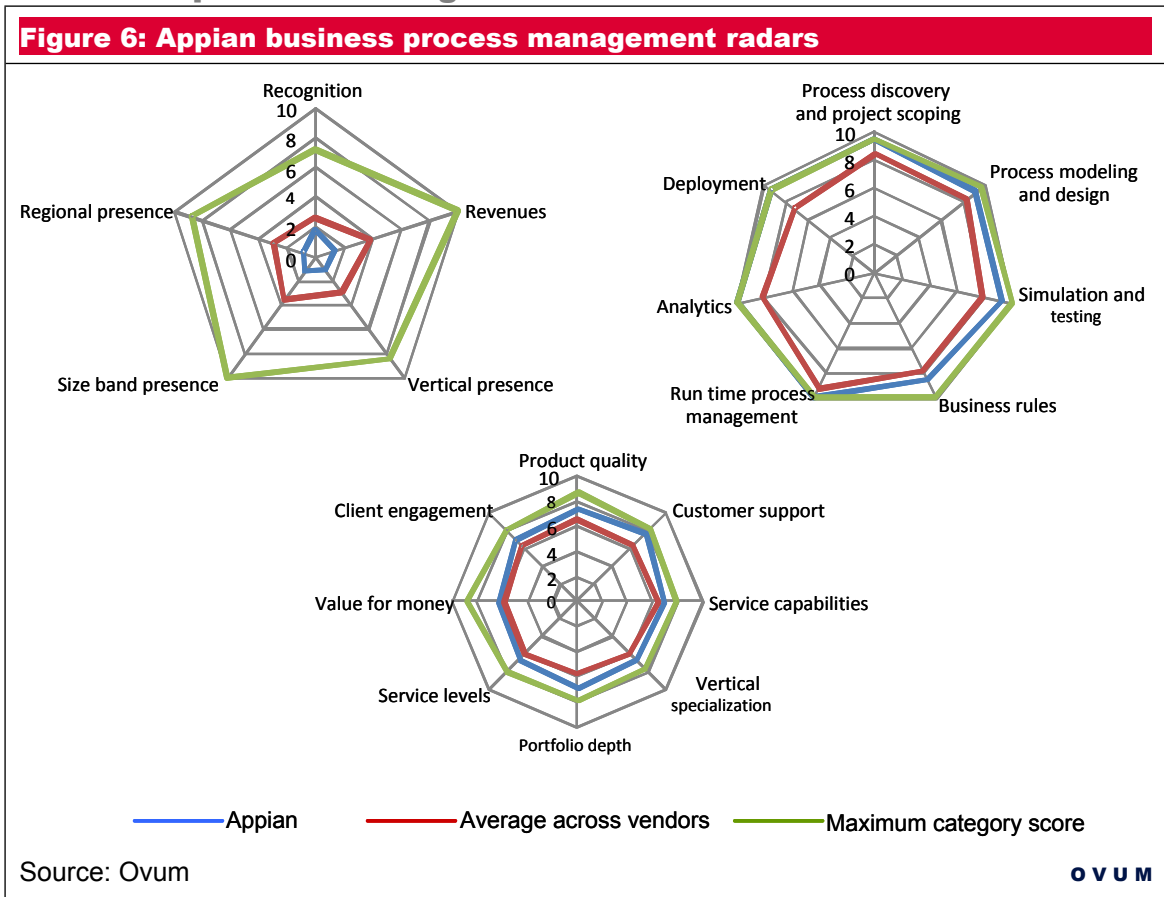 Figure 6: Appian business process management radars
Recognition
10
8
6
4
2
0
Regional presence
Revenues
Size band presence
Vertical presence
Process discovery
and project scoping
10
8
6
4
2
0
Deployment
Process modeling
and design
Analytics
Simulation and
testing
Run time process
management
Business rules
Product quality
10
8
6
4
2
0
Client engagement
Customer support
Value for money
Service capabilities
Service levels
Vertical
specialization
Portfolio depth
Appian
Average across vendors
Maximum category score
Source: Ovum
OVUM